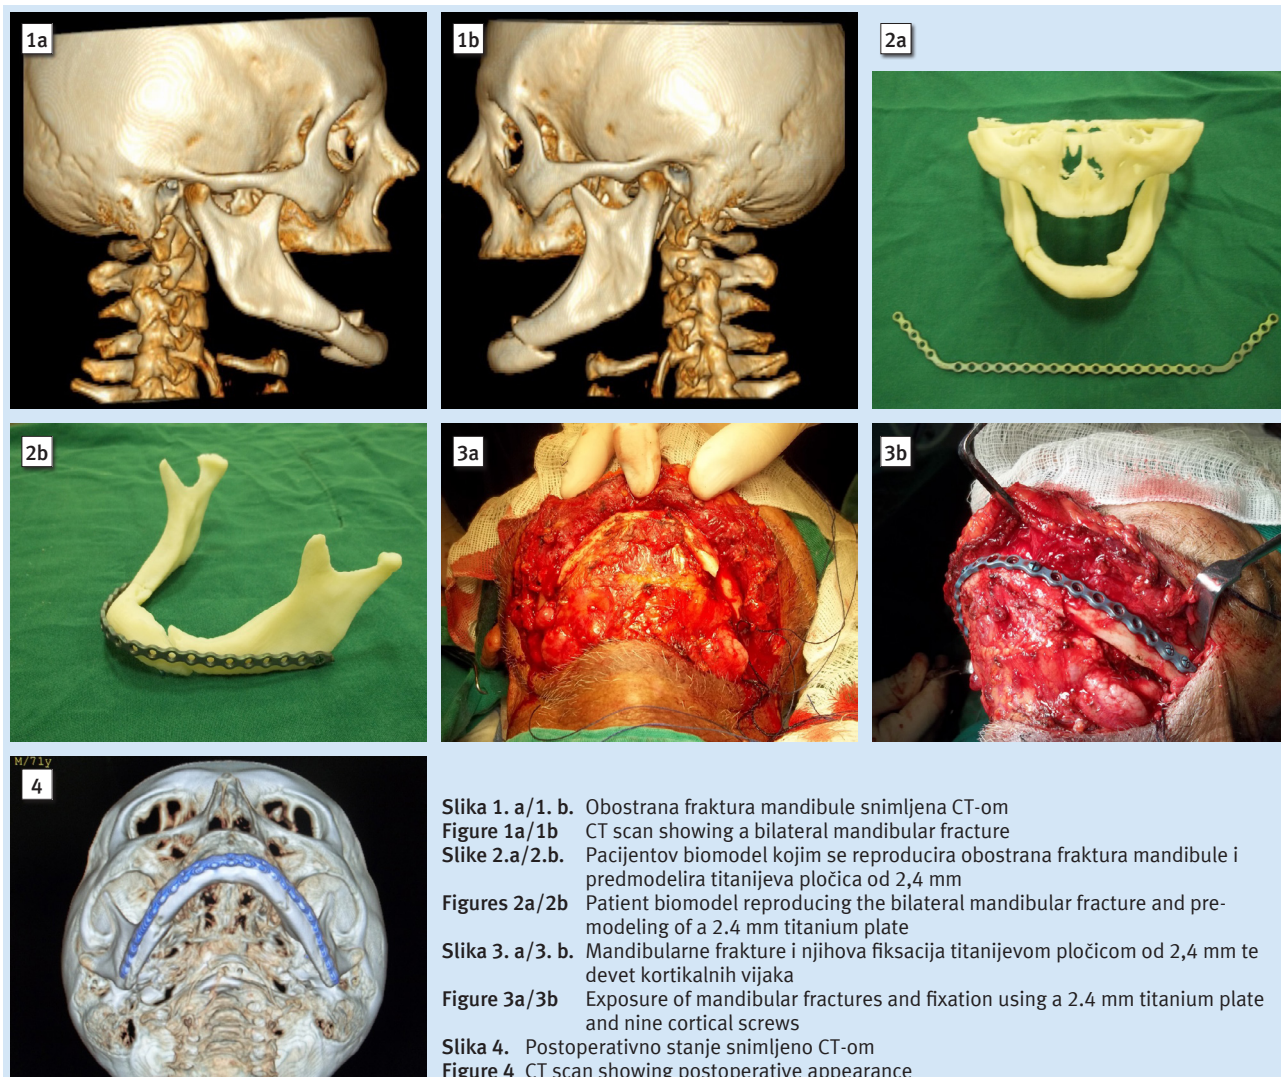 1a
1b
2a
2b
3a
3b
M/71y
4
Slika 1. a/1. b. Obostrana fraktura mandibule snimljena CT-om
Figure 1a/1b CT scan showing a bilateral mandibular fracture
Slike 2.a/2.b. Pacijentov biomodel kojim se reproducira obostrana fraktura mandibule i
predmodelira titanijeva pločica od 2,4 mm
Figures 2a/2b Patient biomodel reproducing the bilateral mandibular fracture and pre-
modeling of a 2.4 mm titanium plate
Slika 3. a/3. b. Mandibularne frakture i njihova fiksacija titanijevom pločicom od 2,4 mm te
devet kortikalnih vijaka
Figure 3a/3b Exposure of mandibular fractures and fixation using a 2.4 mm titanium plate
and nine cortical screws
Slika 4. Postoperativno stanje snimljeno CT-om
Figure 4 CT scan showing postoperative appearance